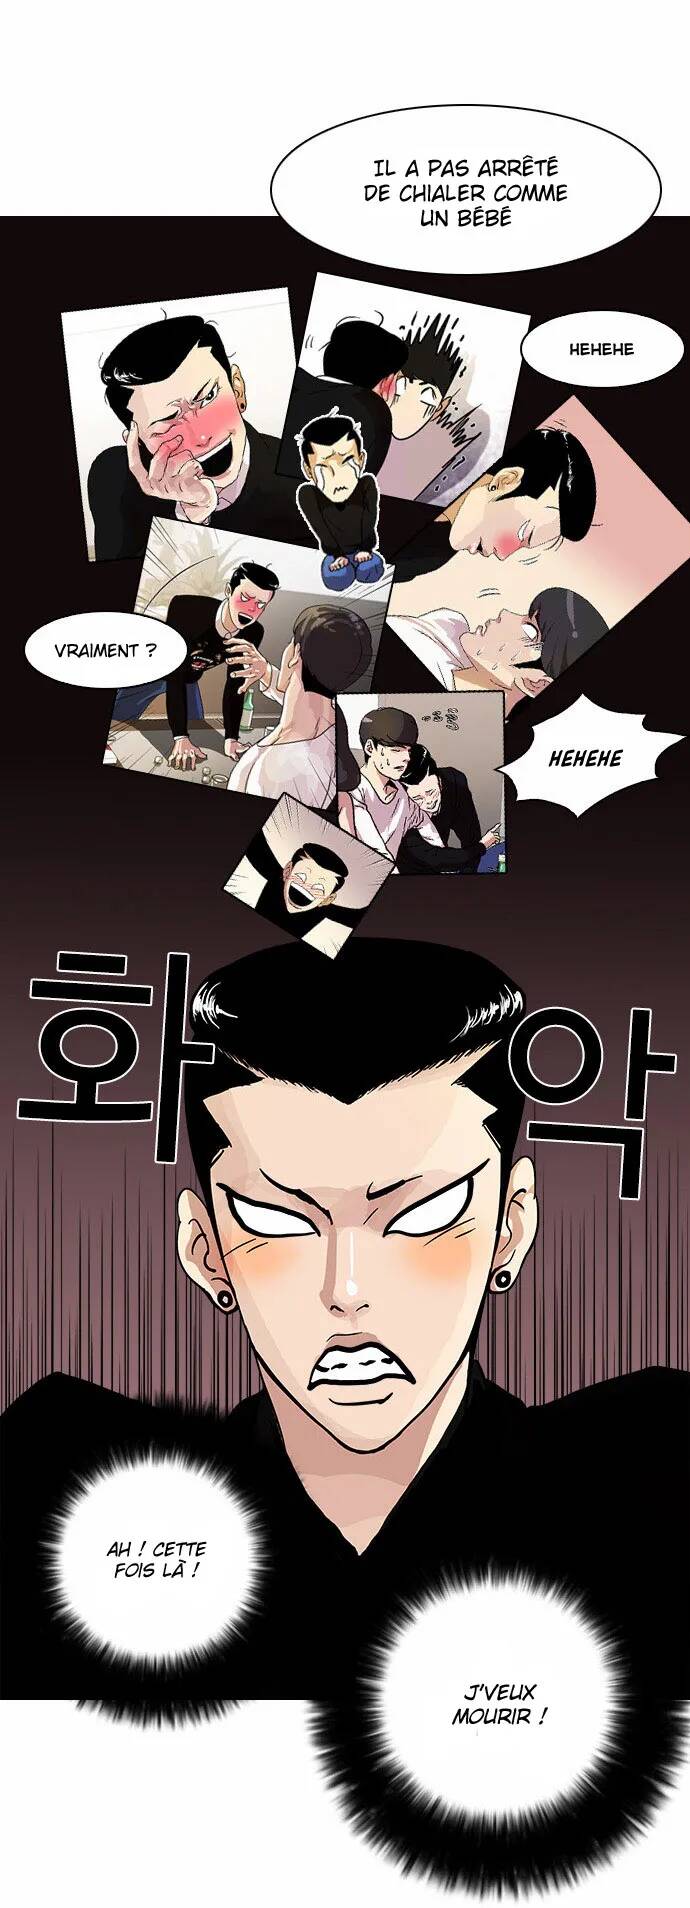 IL A PAS ARRÊTÉ
DE CHIALER COMME
UN BÉBÉ
HEHEHE
VRAIMENT ?
HEHEHE
화악
AH ! CETTE
FOIS LÀ !
J'VEUX
MOURIR !